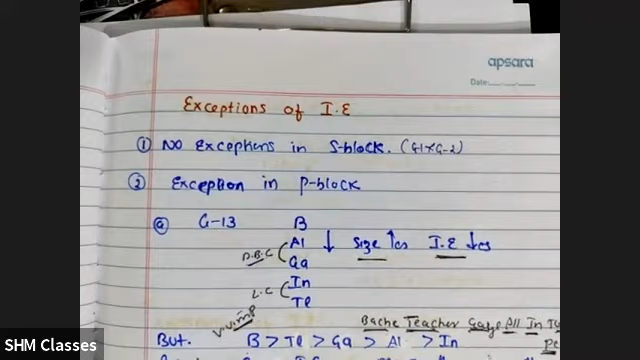 apsara
Date:
Exceptions of I.E
① No Exceptions in S-block. (G1 & G-2)
② Exception in p-block
ⓐ G-13 B
Al ↓ Size ↑es I.E ↓es
D.B.C
Ga
L.C In
Tl
V.V.imp
Bache Teacher Gaye All In
But. B > Tl > Ga > Al > In
SHM Classes